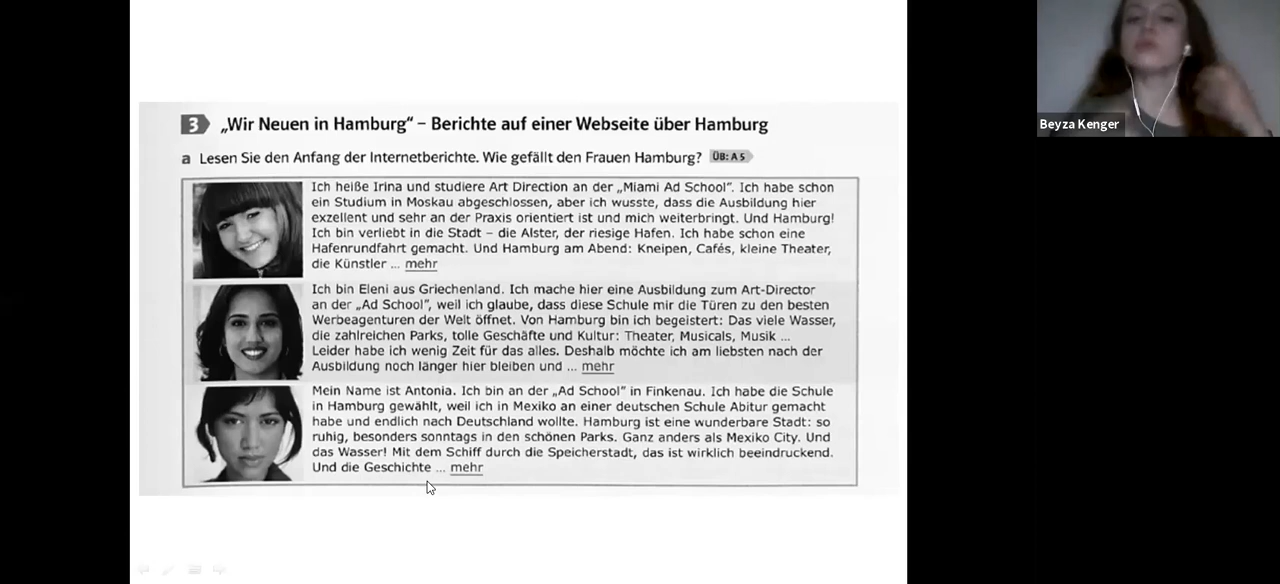 3 „Wir Neuen in Hamburg“ – Berichte auf einer Webseite über Hamburg
a Lesen Sie den Anfang der Internetberichte. Wie gefällt den Frauen Hamburg? ÜB: A 5
Ich heiße Irina und studiere Art Direction an der „Miami Ad School”. Ich habe schon
ein Studium in Moskau abgeschlossen, aber ich wusste, dass die Ausbildung hier
exzellent und sehr an der Praxis orientiert ist und mich weiterbringt. Und Hamburg!
Ich bin verliebt in die Stadt – die Alster, der riesige Hafen. Ich habe schon eine
Hafenrundfahrt gemacht. Und Hamburg am Abend: Kneipen, Cafés, kleine Theater,
die Künstler ... mehr
Ich bin Eleni aus Griechenland. Ich mache hier eine Ausbildung zum Art-Director
an der „Ad School”, weil ich glaube, dass diese Schule mir die Türen zu den besten
Werbeagenturen der Welt öffnet. Von Hamburg bin ich begeistert: Das viele Wasser,
die zahlreichen Parks, tolle Geschäfte und Kultur: Theater, Musicals, Musik ...
Leider habe ich wenig Zeit für das alles. Deshalb möchte ich am liebsten nach der
Ausbildung noch länger hier bleiben und ... mehr
Mein Name ist Antonia. Ich bin an der „Ad School” in Finkenau. Ich habe die Schule
in Hamburg gewählt, weil ich in Mexiko an einer deutschen Schule Abitur gemacht
habe und endlich nach Deutschland wollte. Hamburg ist eine wunderbare Stadt: so
ruhig, besonders sonntags in den schönen Parks. Ganz anders als Mexiko City. Und
das Wasser! Mit dem Schiff durch die Speicherstadt, das ist wirklich beeindruckend.
Und die Geschichte ... mehr
Beyza Kenger